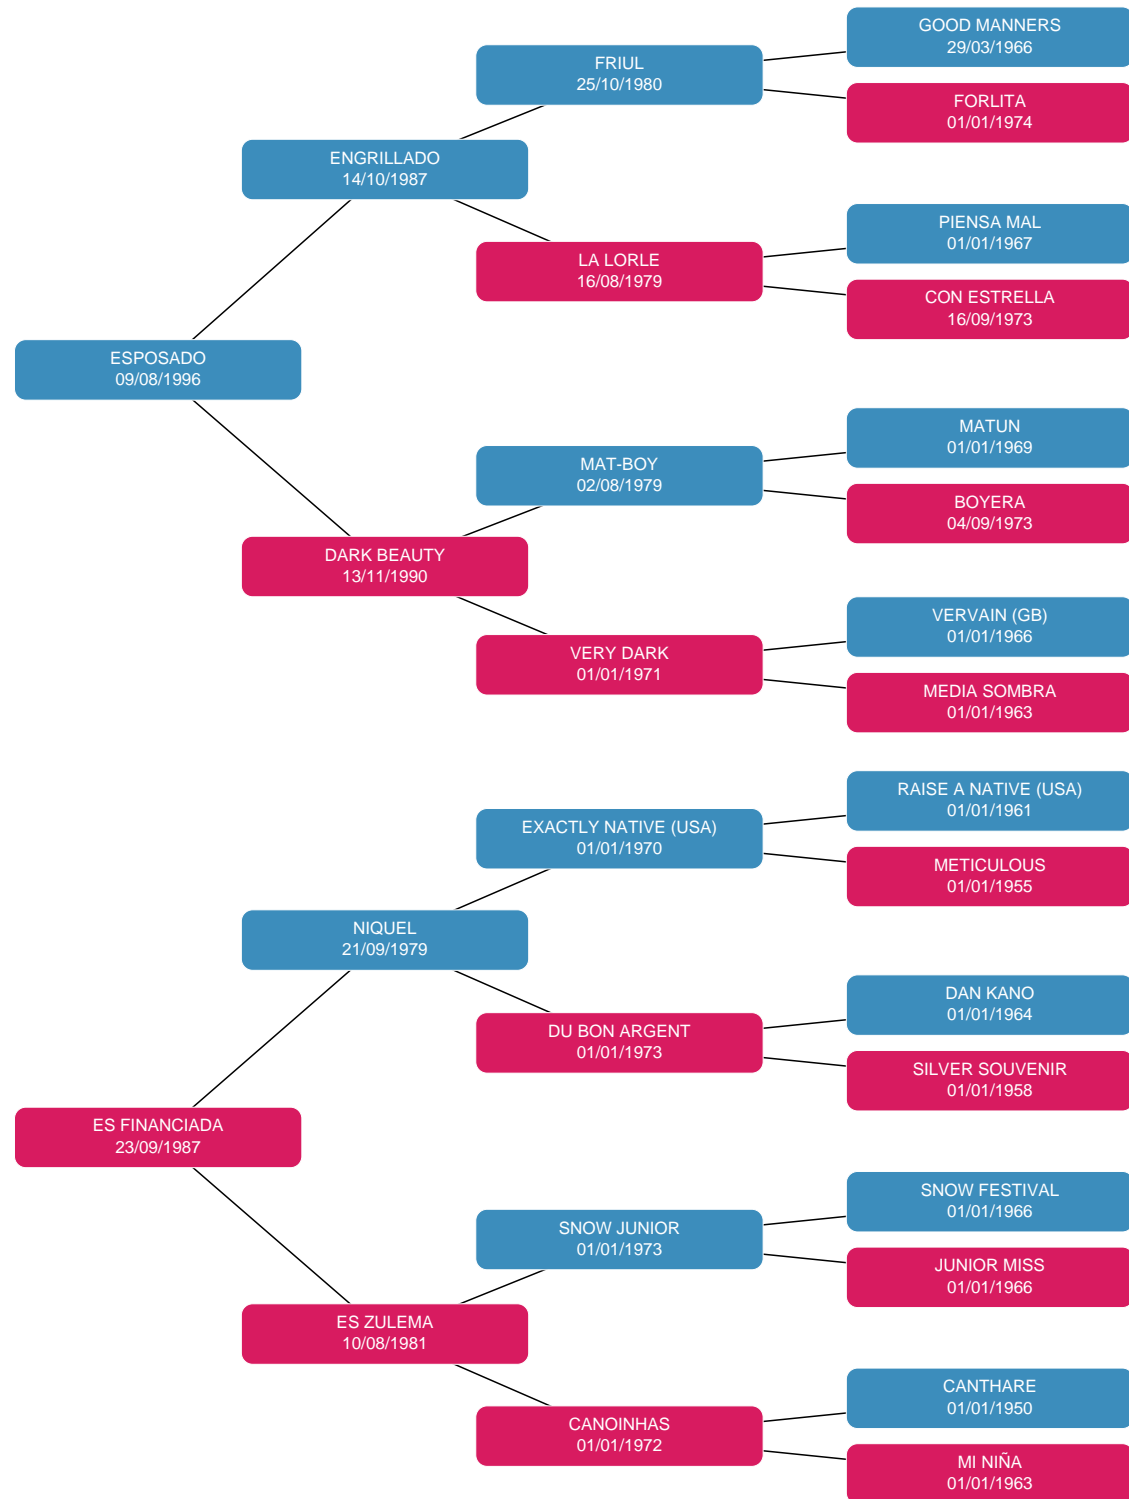 GOOD MANNERS
29/03/1966
FRIUL
25/10/1980
FORLITA
01/01/1974
ENGRILLADO
14/10/1987
PIENSA MAL
01/01/1967
LA LORLE
16/08/1979
CON ESTRELLA
16/09/1973
ESPOSADO
09/08/1996
MATUN
01/01/1969
MAT-BOY
02/08/1979
BOYERA
04/09/1973
DARK BEAUTY
13/11/1990
VERVAIN (GB)
01/01/1966
VERY DARK
01/01/1971
MEDIA SOMBRA
01/01/1963
RAISE A NATIVE (USA)
01/01/1961
EXACTLY NATIVE (USA)
01/01/1970
METICULOUS
01/01/1955
NIQUEL
21/09/1979
DAN KANO
01/01/1964
DU BON ARGENT
01/01/1973
SILVER SOUVENIR
01/01/1958
ES FINANCIADA
23/09/1987
SNOW FESTIVAL
01/01/1966
SNOW JUNIOR
01/01/1973
JUNIOR MISS
01/01/1966
ES ZULEMA
10/08/1981
CANTHARE
01/01/1950
CANOINHAS
01/01/1972
MI NIÑA
01/01/1963